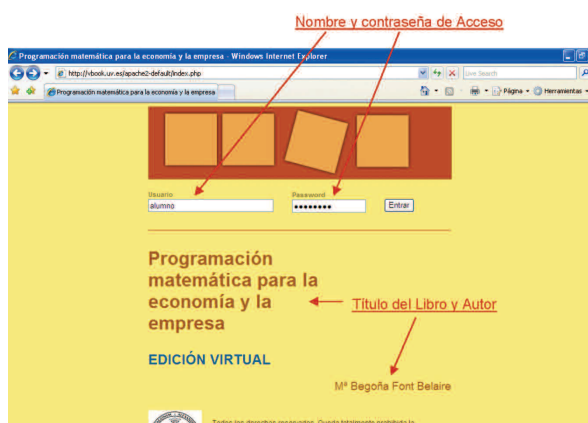 Nombre y contraseña de Acceso
Programación matemática para la economía y la empresa - Windows Internet Explorer
http://vbook.uv.es/apache2-default/index.php
Live Search
Programación matemática para la economía y la empresa
Página
Herramientas
Usuario
Password
alumno
Entrar
Programación
matemática para la
economía y la
empresa
Título del Libro y Autor
EDICIÓN VIRTUAL
Mª Begoña Font Belaire
Todos los derechos reservados. Queda totalmente prohibida la